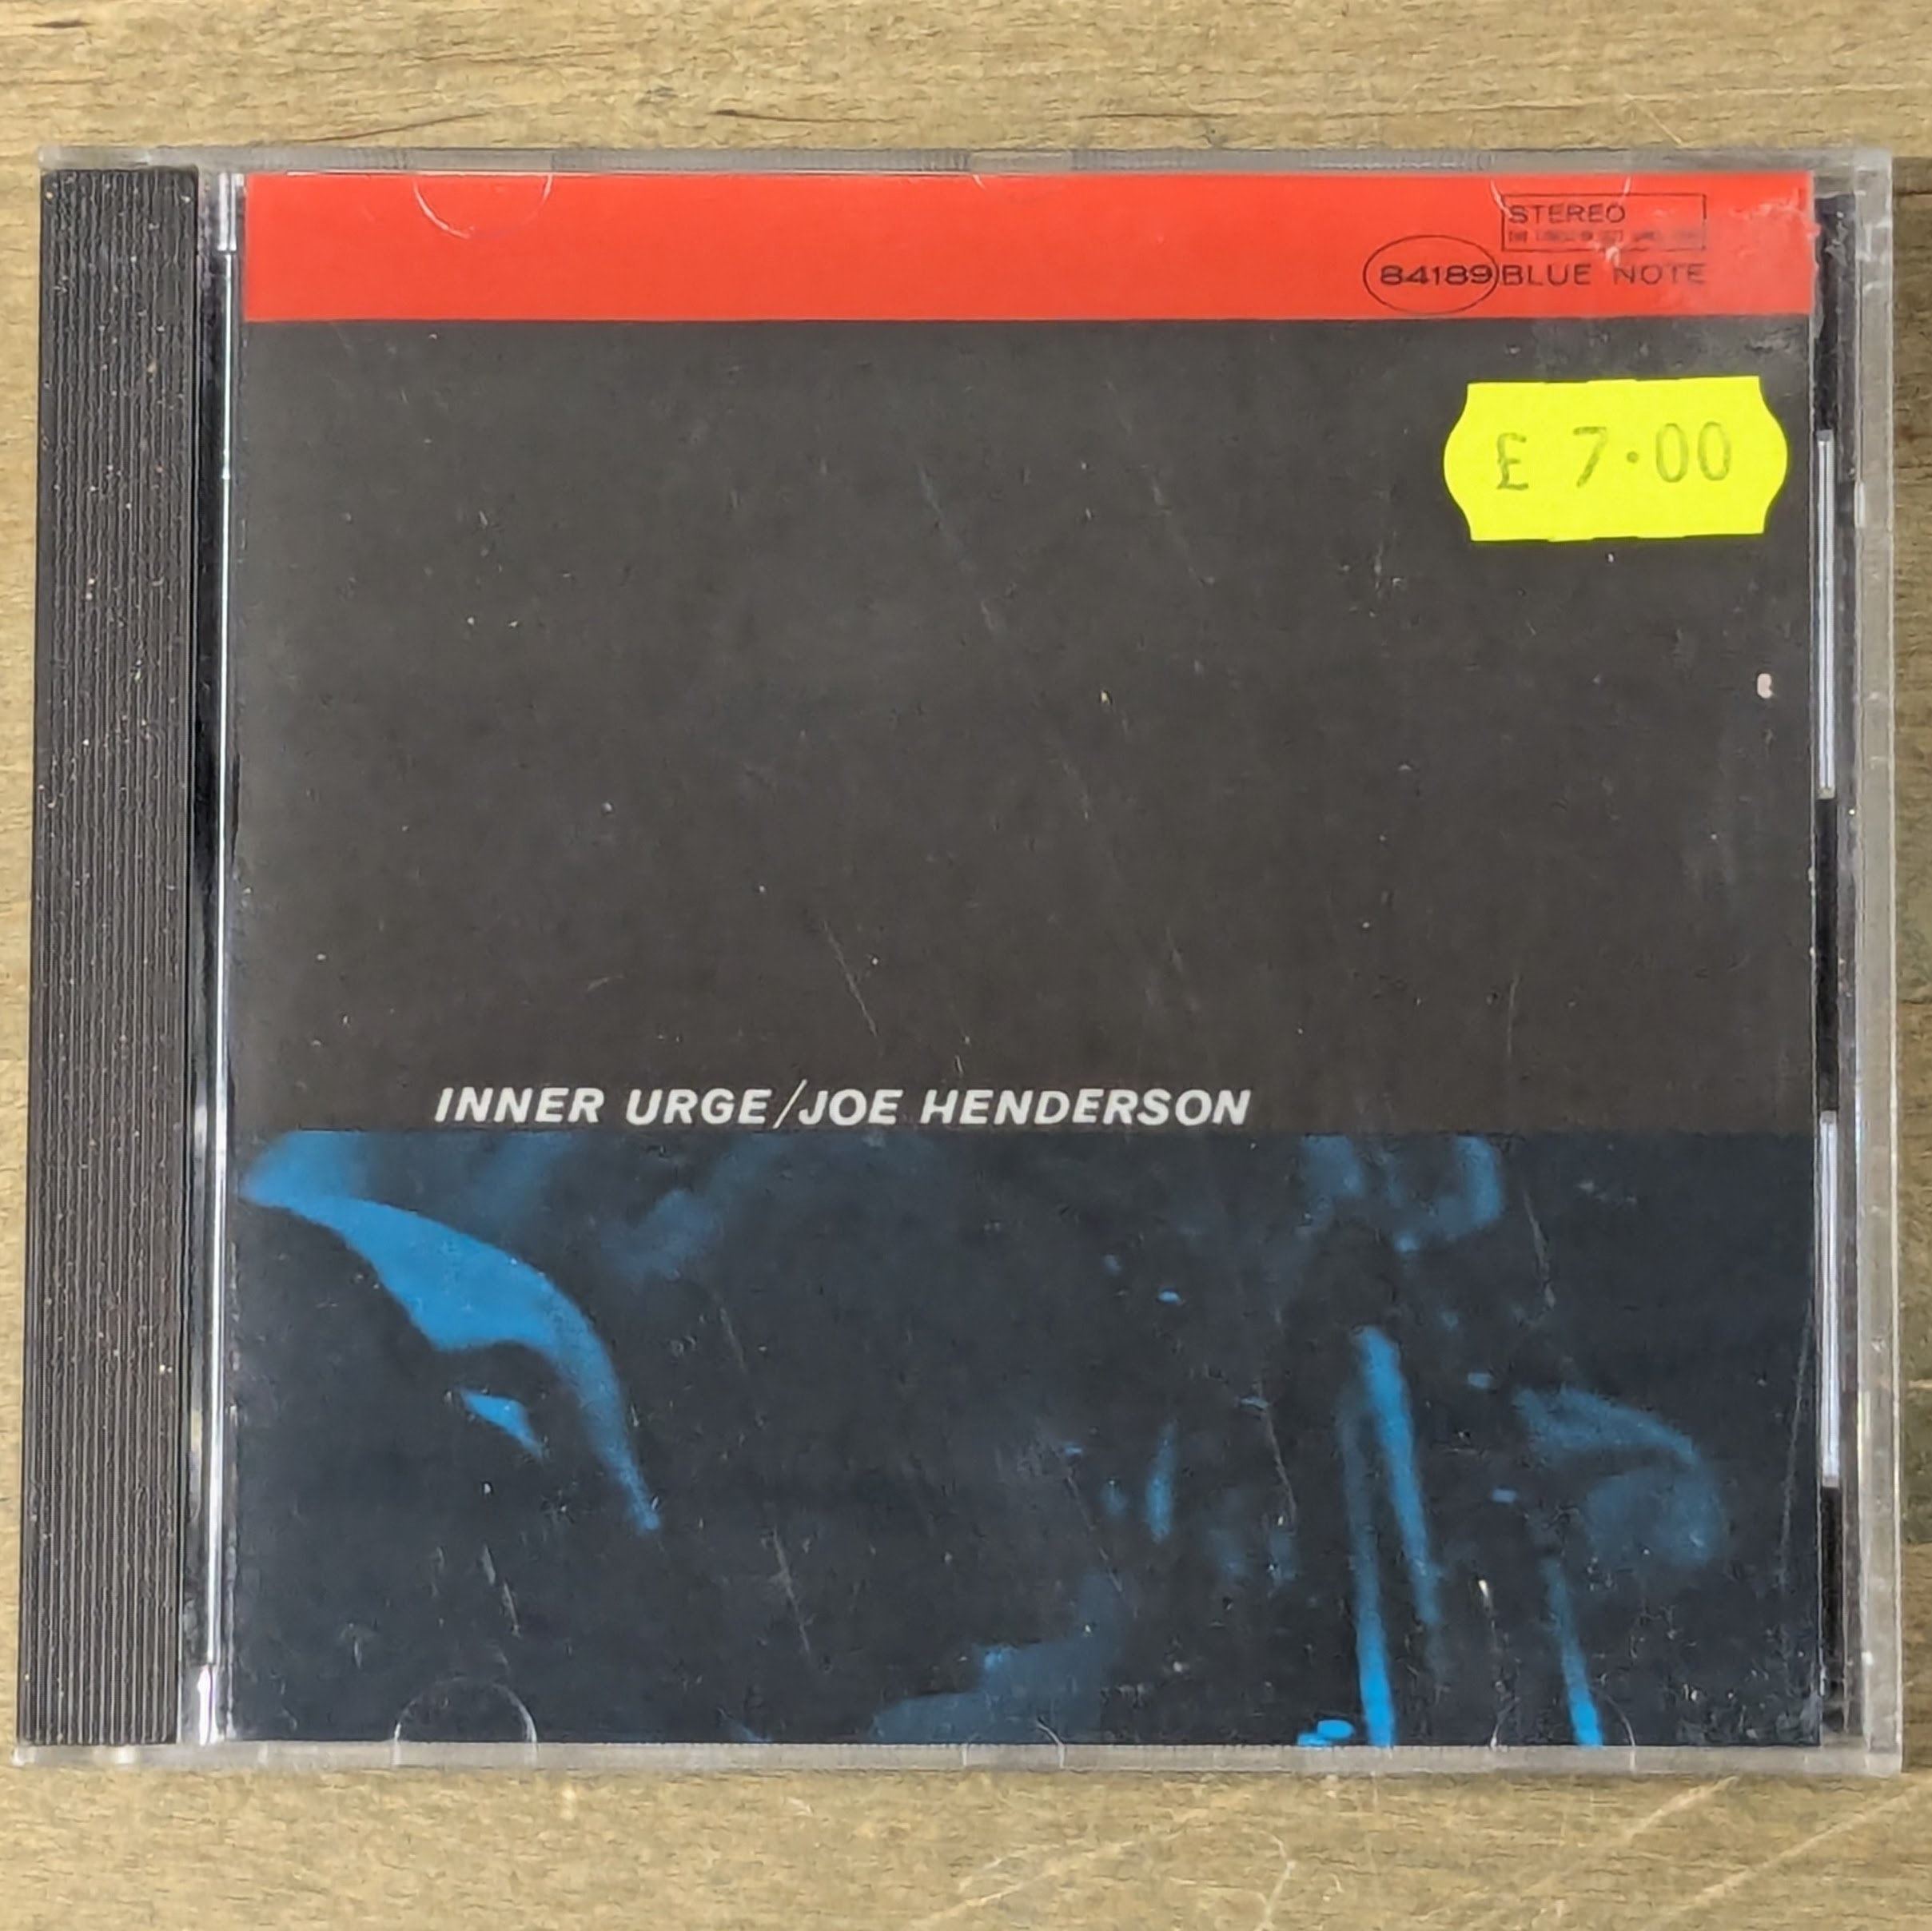 STEREO
84189 BLUE NOTE
£ 7.00
INNER URGE/JOE HENDERSON